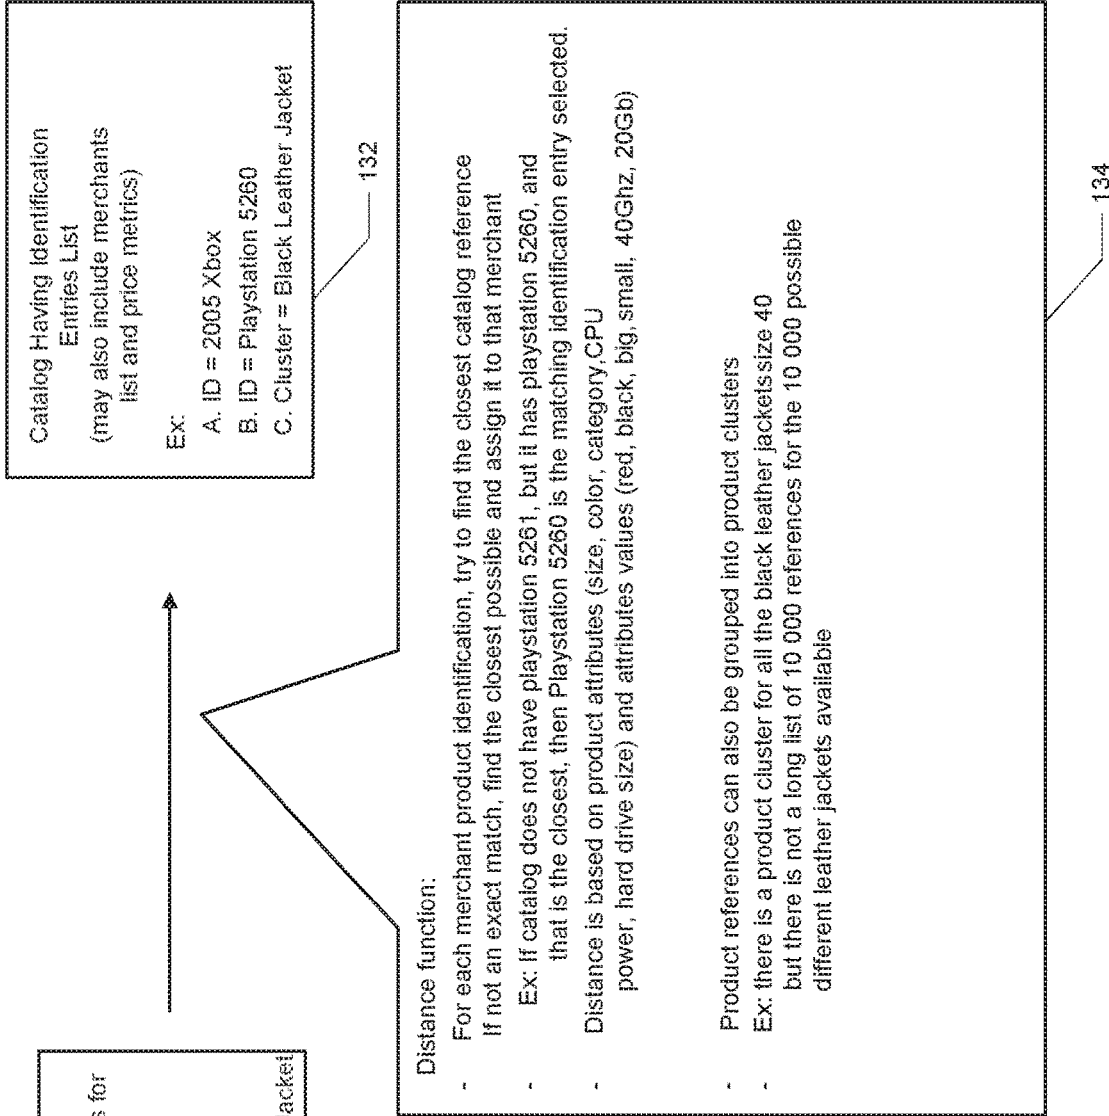 s for
acket
Catalog Having Identification
Entries List
(may also include merchants
list and price metrics)
Ex:
A. ID = 2005 Xbox
B. ID = Playstation 5260
C. Cluster = Black Leather Jacket
132
Distance function:
- For each merchant product identification, try to find the closest catalog reference
If not an exact match, find the closest possible and assign it to that merchant
- Ex: If catalog does not have playstation 5261, but it has playstation 5260, and
that is the closest, then Playstation 5260 is the matching identification entry selected.
- Distance is based on product attributes (size, color, category,CPU
power, hard drive size) and attributes values (red, black, big, small, 40Ghz, 20Gb)
- Product references can also be grouped into product clusters
- Ex: there is a product cluster for all the black leather jacketssize 40
but there is not a long list of 10 000 references for the 10 000 possible
different leather jackets available
134